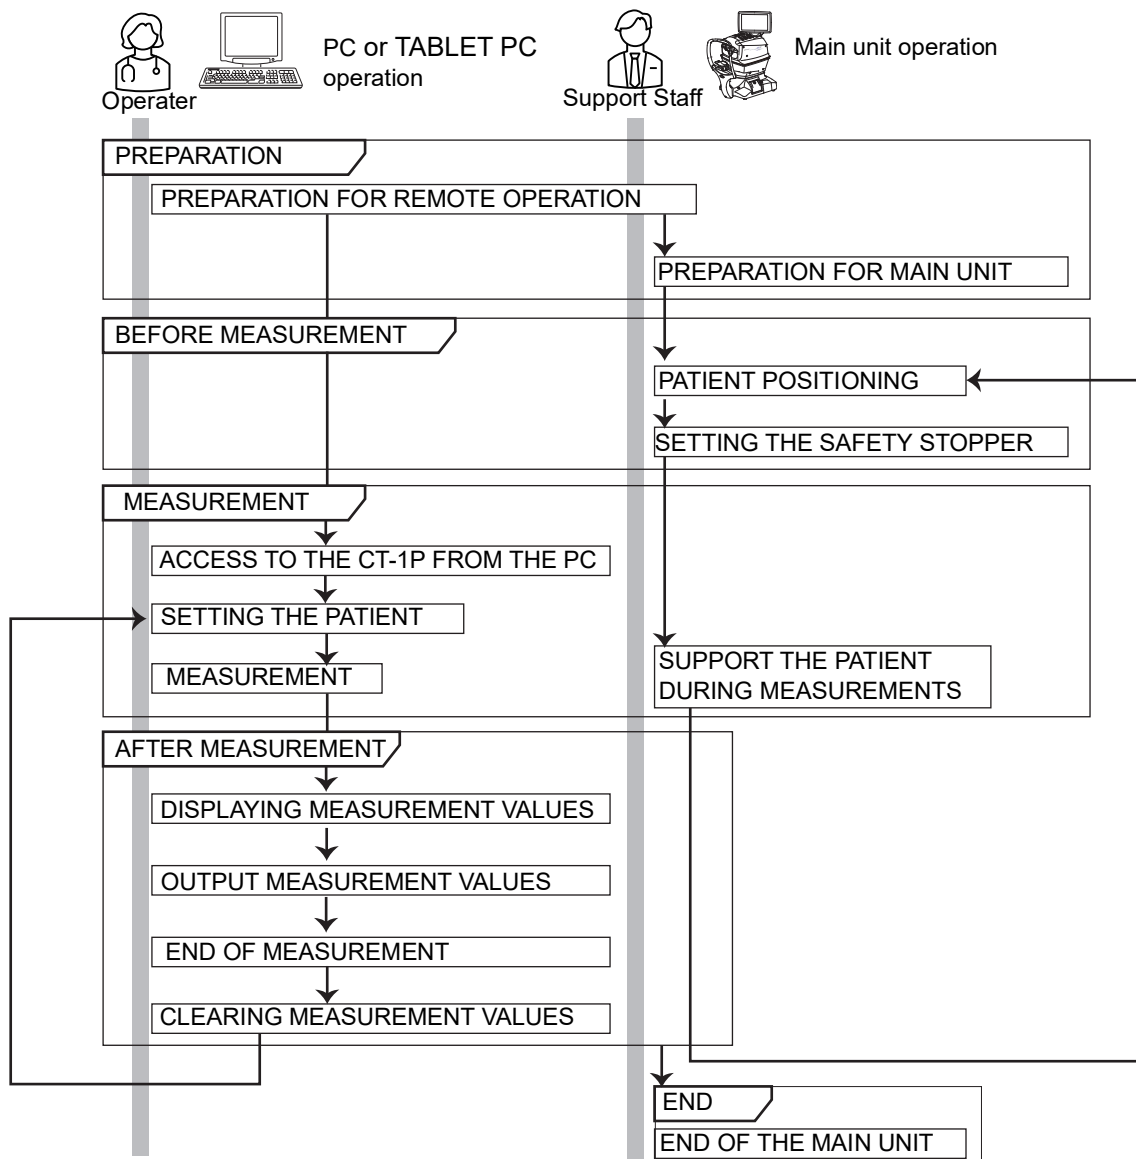 PC or TABLET PC
operation
Main unit operation
Operater
Support Staff
PREPARATION
PREPARATION FOR REMOTE OPERATION
PREPARATION FOR MAIN UNIT
BEFORE MEASUREMENT
PATIENT POSITIONING
SETTING THE SAFETY STOPPER
MEASUREMENT
ACCESS TO THE CT-1P FROM THE PC
SETTING THE PATIENT
MEASUREMENT
SUPPORT THE PATIENT
DURING MEASUREMENTS
AFTER MEASUREMENT
DISPLAYING MEASUREMENT VALUES
OUTPUT MEASUREMENT VALUES
END OF MEASUREMENT
CLEARING MEASUREMENT VALUES
END
END OF THE MAIN UNIT